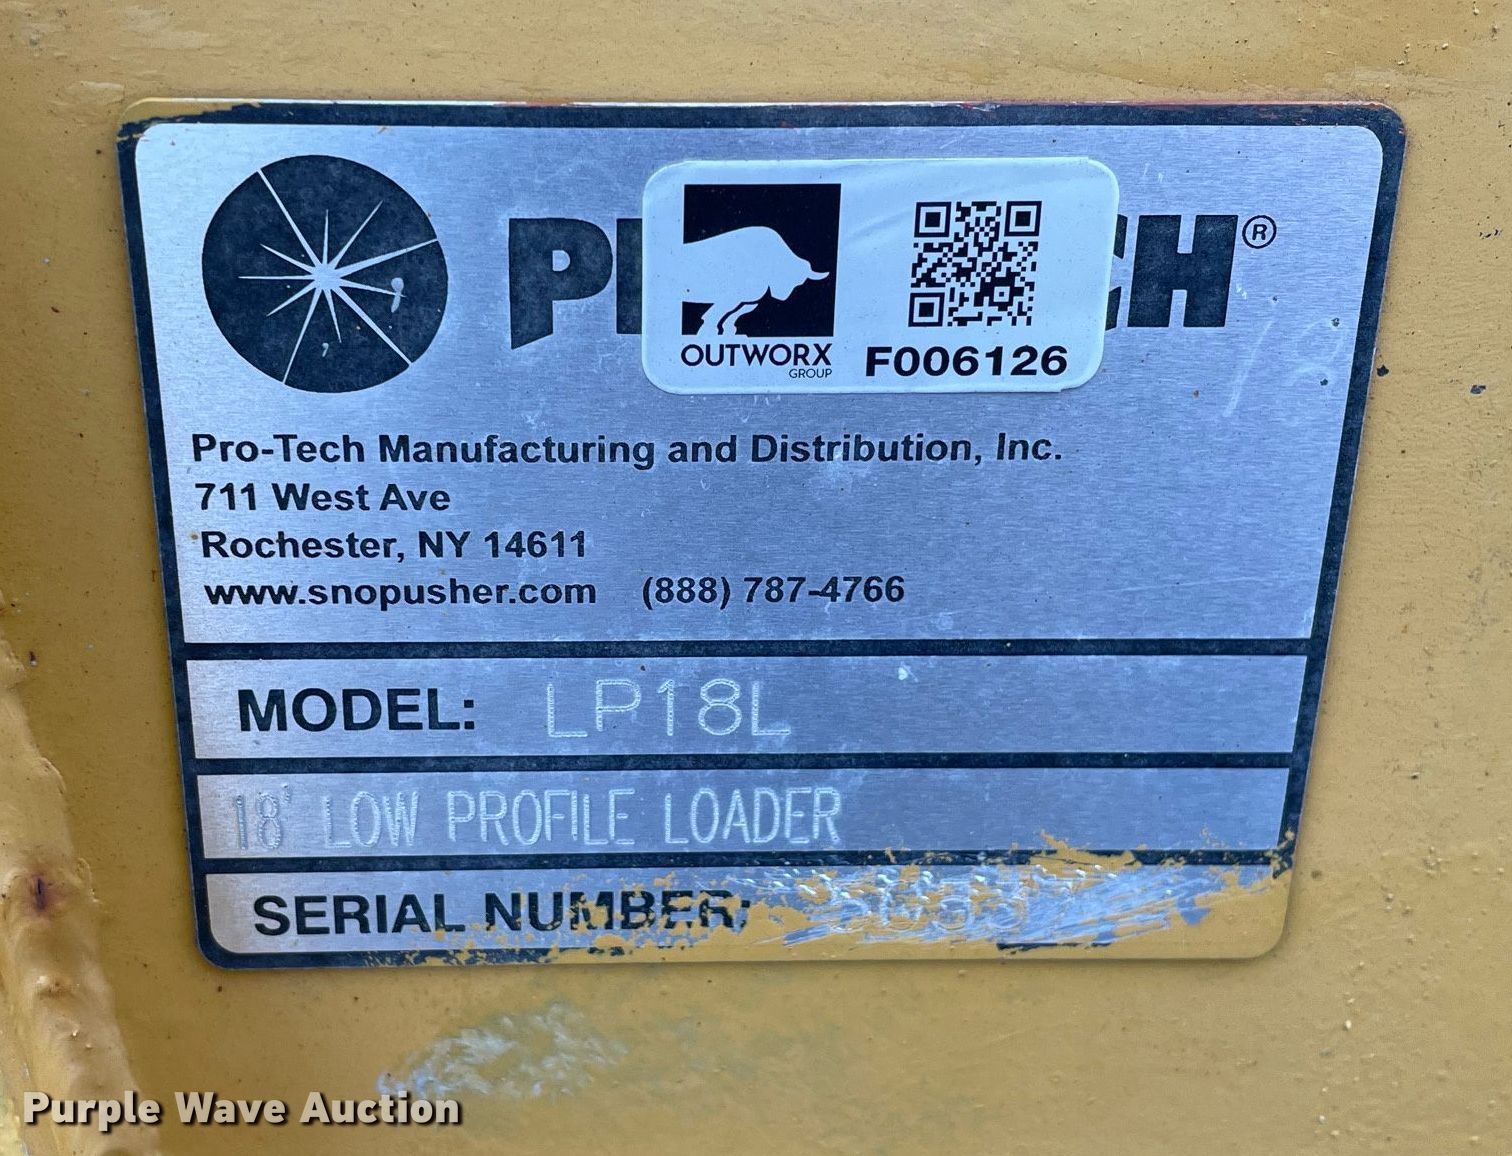 OUTWORX
GROUP
F006126
®
Pro-Tech Manufacturing and Distribution, Inc.
711 West Ave
Rochester, NY 14611
www.snopusher.com (888) 787-4766
MODEL: LP18L
18' LOW PROFILE LOADER
SERIAL NUMBER:
Purple Wave Auction